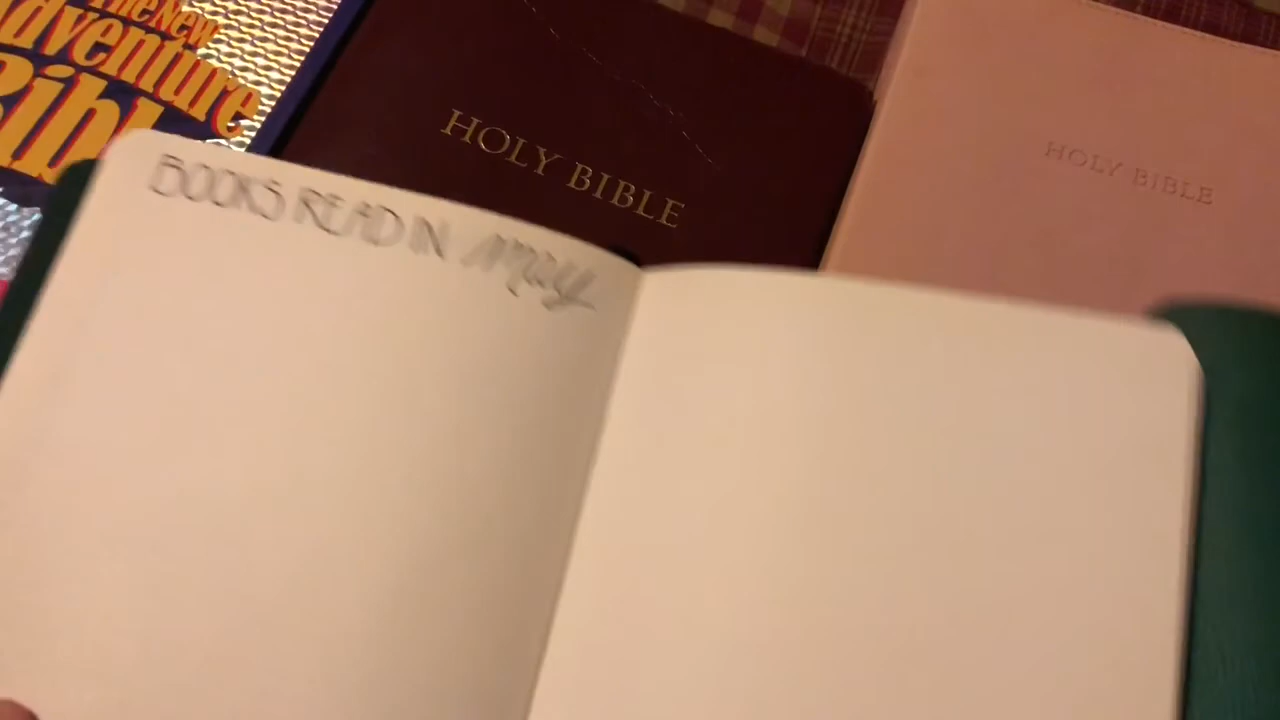 The New
Adventure
Bible
HOLY BIBLE
HOLY BIBLE
BOOKS READ IN May